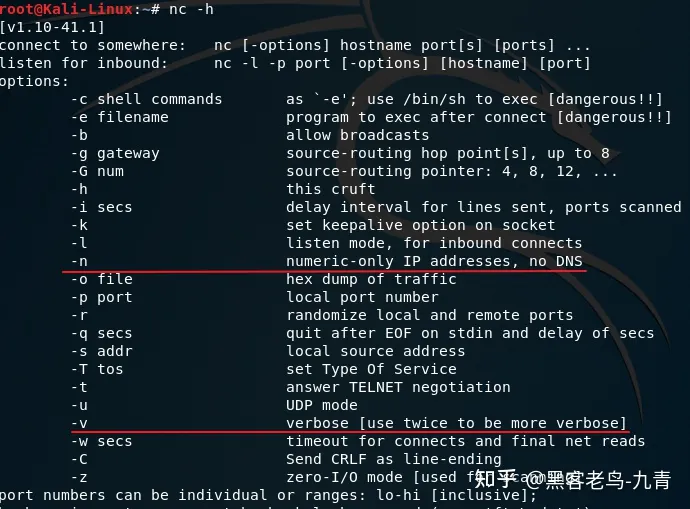 root@Kali-Linux:~# nc -h
[v1.10-41.1]
connect to somewhere: nc [-options] hostname port[s] [ports] ...
listen for inbound: nc -l -p port [-options] [hostname] [port]
options:
-c shell commands as `-e'; use /bin/sh to exec [dangerous!!]
-e filename program to exec after connect [dangerous!!]
-b allow broadcasts
-g gateway source-routing hop point[s], up to 8
-G num source-routing pointer: 4, 8, 12, ...
-h this cruft
-i secs delay interval for lines sent, ports scanned
-k set keepalive option on socket
-l listen mode, for inbound connects
-n numeric-only IP addresses, no DNS
-o file hex dump of traffic
-p port local port number
-r randomize local and remote ports
-q secs quit after EOF on stdin and delay of secs
-s addr local source address
-T tos set Type Of Service
-t answer TELNET negotiation
-u UDP mode
-v verbose [use twice to be more verbose]
-w secs timeout for connects and final net reads
-C Send CRLF as line-ending
-z zero-I/O mode [used
知乎 @黑客老鸟-九青
port numbers can be individual or ranges: lo-hi [inclusive];